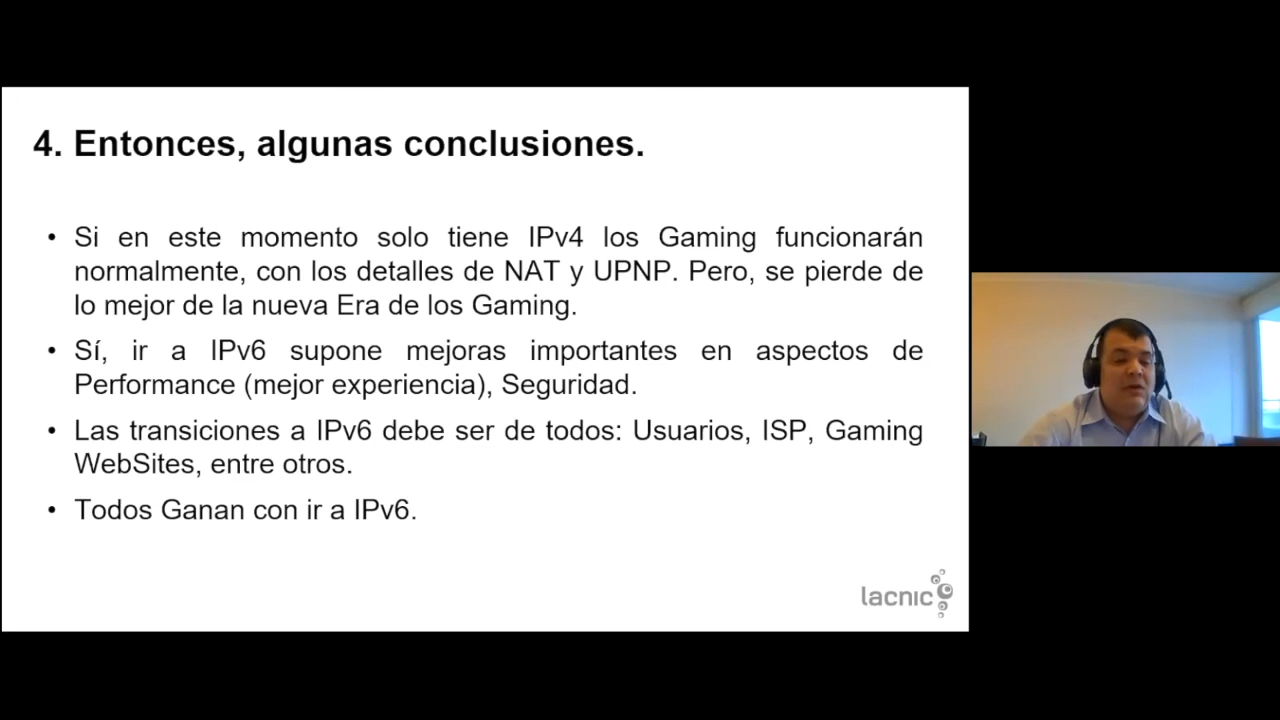 4. Entonces, algunas conclusiones.
• Si en este momento solo tiene IPv4 los Gaming funcionarán
normalmente, con los detalles de NAT y UPNP. Pero, se pierde de
lo mejor de la nueva Era de los Gaming.
• Sí, ir a IPv6 supone mejoras importantes en aspectos de
Performance (mejor experiencia), Seguridad.
• Las transiciones a IPv6 debe ser de todos: Usuarios, ISP, Gaming
WebSites, entre otros.
• Todos Ganan con ir a IPv6.
lacnic